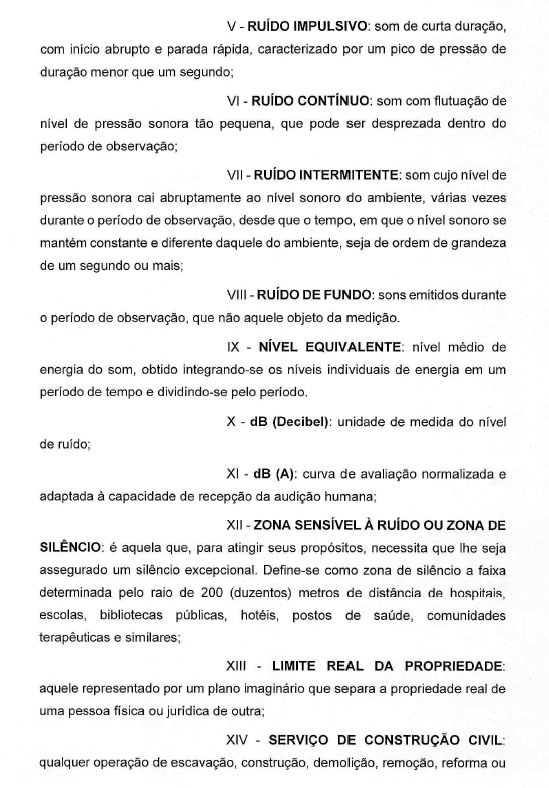 V - RUÍDO IMPULSIVO: som de curta duração,
com início abrupto e parada rápida, caracterizado por um pico de pressão de
duração menor que um segundo;
VI - RUÍDO CONTÍNUO: som com flutuação de
nível de pressão sonora tão pequena, que pode ser desprezada dentro do
período de observação;
VII - RUÍDO INTERMITENTE: som cujo nível de
pressão sonora cai abruptamente ao nível sonoro do ambiente, várias vezes
durante o período de observação, desde que o tempo, em que o nível sonoro se
mantém constante e diferente daquele do ambiente, seja de ordem de grandeza
de um segundo ou mais;
VIII - RUÍDO DE FUNDO: sons emitidos durante
o período de observação, que não aquele objeto da medição.
IX - NÍVEL EQUIVALENTE: nível médio de
energia do som, obtido integrando-se os níveis individuais de energia em um
período de tempo e dividindo-se pelo período.
X - dB (Decibel): unidade de medida do nível
de ruído;
XI - dB (A): curva de avaliação normalizada e
adaptada à capacidade de recepção da audição humana;
XII - ZONA SENSÍVEL À RUÍDO OU ZONA DE
SILÊNCIO: é aquela que, para atingir seus propósitos, necessita que lhe seja
assegurado um silêncio excepcional. Define-se como zona de silêncio a faixa
determinada pelo raio de 200 (duzentos) metros de distância de hospitais,
escolas, bibliotecas públicas, hotéis, postos de saúde, comunidades
terapêuticas e similares;
XIII - LIMITE REAL DA PROPRIEDADE:
aquele representado por um plano imaginário que separa a propriedade real de
uma pessoa física ou jurídica de outra;
XIV - SERVIÇO DE CONSTRUÇÃO CIVIL:
qualquer operação de escavação, construção, demolição, remoção, reforma ou